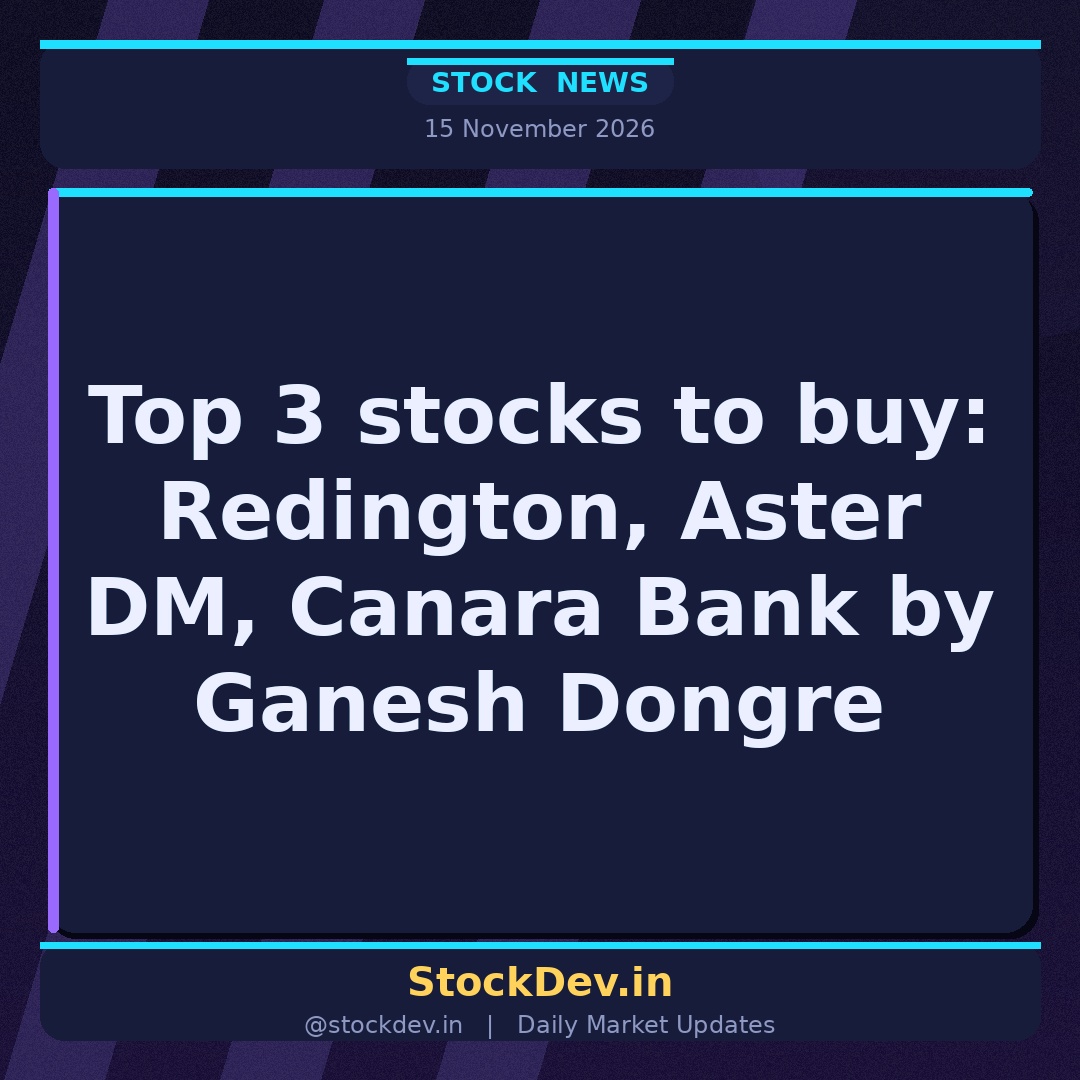 STOCK NEWS
15 November 2026
Top 3 stocks to buy:
Redington, Aster
DM, Canara Bank by
Ganesh Dongre
StockDev.in
@stockdev.in | Daily Market Updates